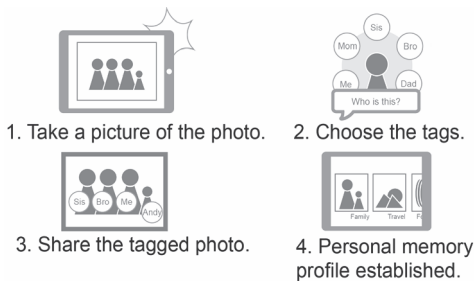 1. Take a picture of the photo.
Sis
Mom
Bro
Me
Dad
Who is this?
2. Choose the tags.
Sis
Bro
Me
Andy
3. Share the tagged photo.
Family
Travel
4. Personal memory
profile established.